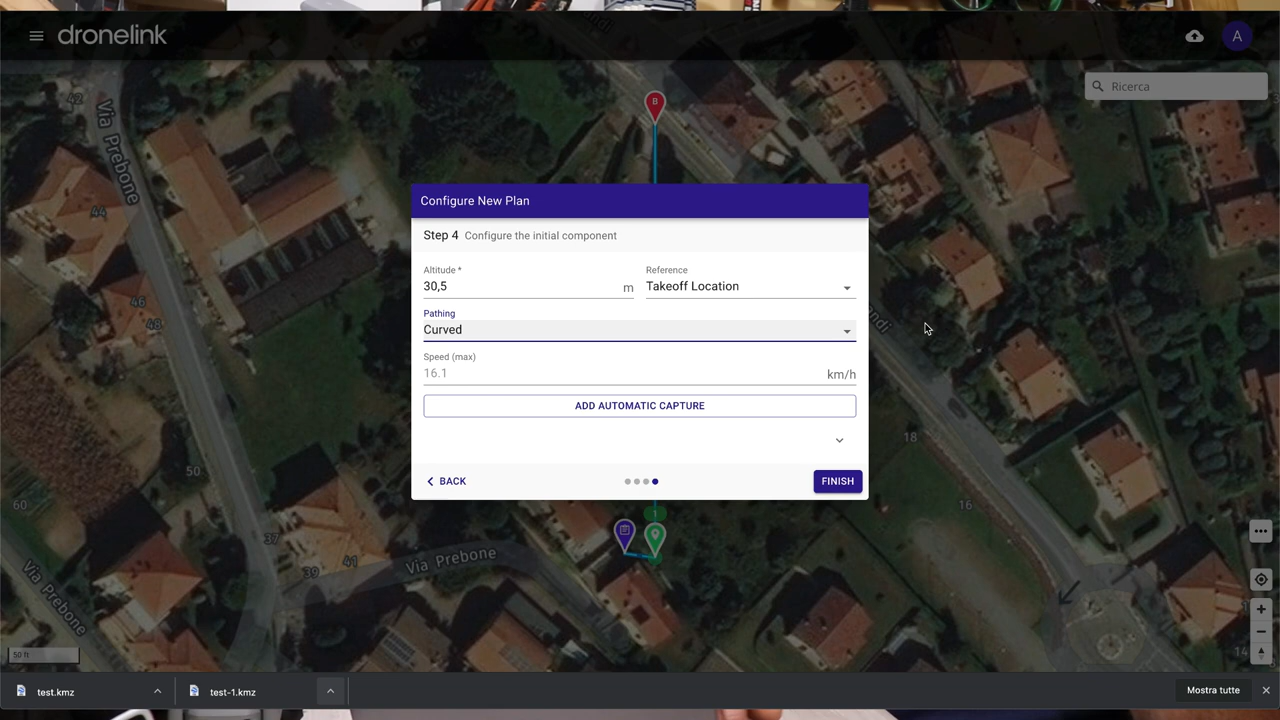 dronelink
A
Ricerca
42
Via Prebone
B
44
Configure New Plan
Step 4 Configure the initial component
Altitude *
Reference
30,5
m
Takeoff Location
46
48
Pathing
Curved
Speed (max)
16.1
km/h
ADD AUTOMATIC CAPTURE
18
50
BACK
FINISH
60
16
1
37
41
39
Via Prebone
Via Prebone
50 ft
14
test.kmz
test-1.kmz
Mostra tutte